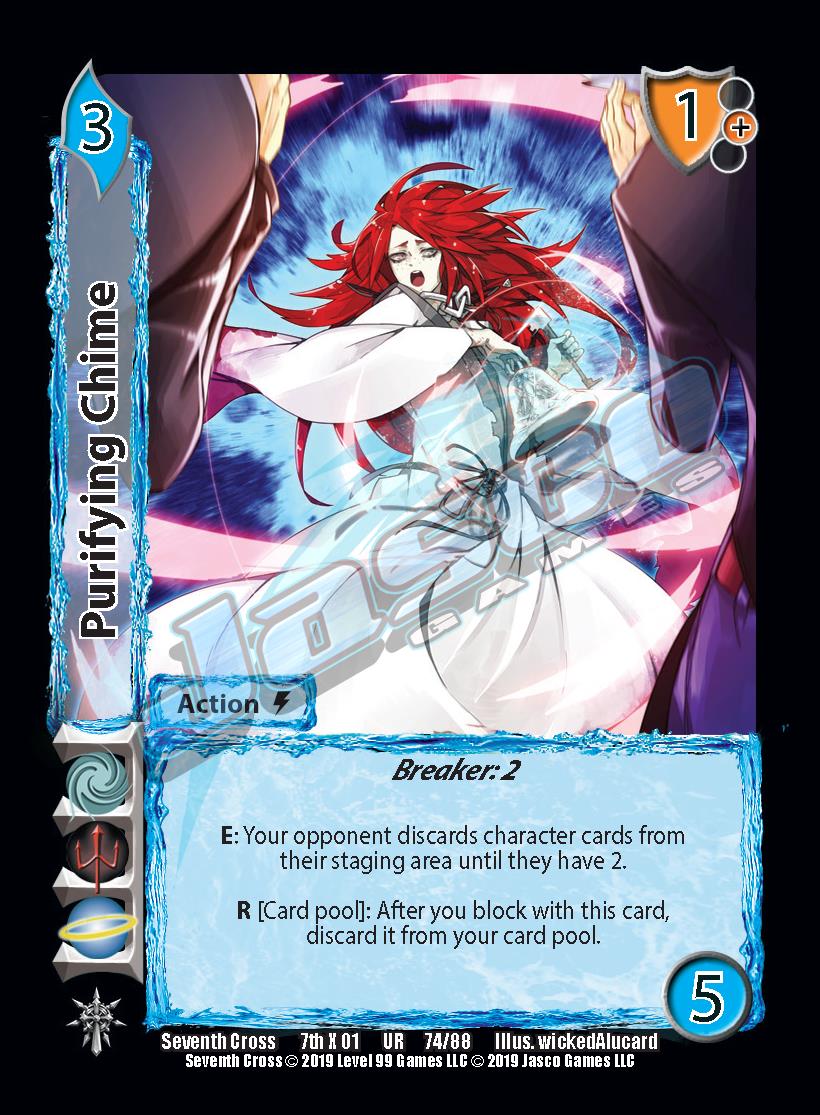 3
1
+
Purifying Chime
JASCO
GAMES
Action
Breaker: 2
E: Your opponent discards character cards from
their staging area until they have 2.
R [Card pool]: After you block with this card,
discard it from your card pool.
5
Seventh Cross 7th X 01 UR 74/88 Illus. wickedAlucard
Seventh Cross © 2019 Level 99 Games LLC © 2019 Jasco Games LLC